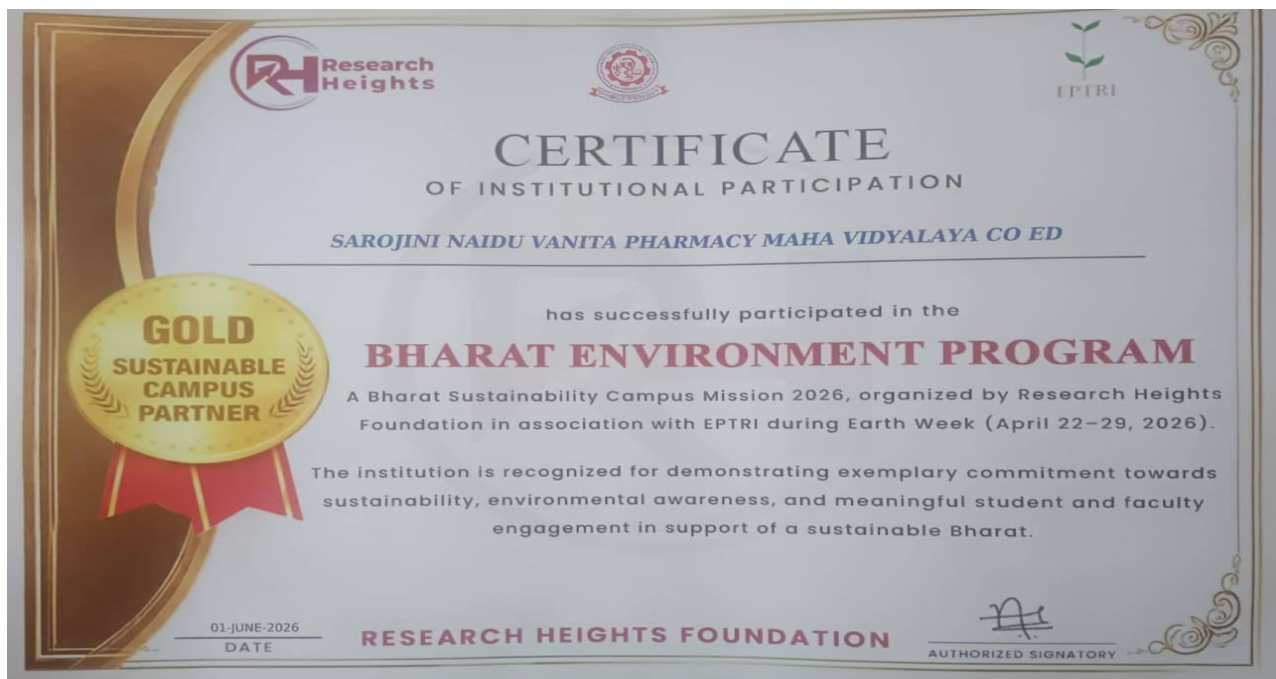 Research
Heights
EPTRI
CERTIFICATE
OF INSTITUTIONAL PARTICIPATION
SAROJINI NAIDU VANITA PHARMACY MAHA VIDYALAYA CO ED
has successfully participated in the
BHARAT ENVIRONMENT PROGRAM
A Bharat Sustainability Campus Mission 2026, organized by Research Heights
Foundation in association with EPTRI during Earth Week (April 22–29, 2026).
GOLD
SUSTAINABLE
CAMPUS
PARTNER
The institution is recognized for demonstrating exemplary commitment towards
sustainability, environmental awareness, and meaningful student and faculty
engagement in support of a sustainable Bharat.
01-JUNE-2026
DATE
RESEARCH HEIGHTS FOUNDATION
AUTHORIZED SIGNATORY